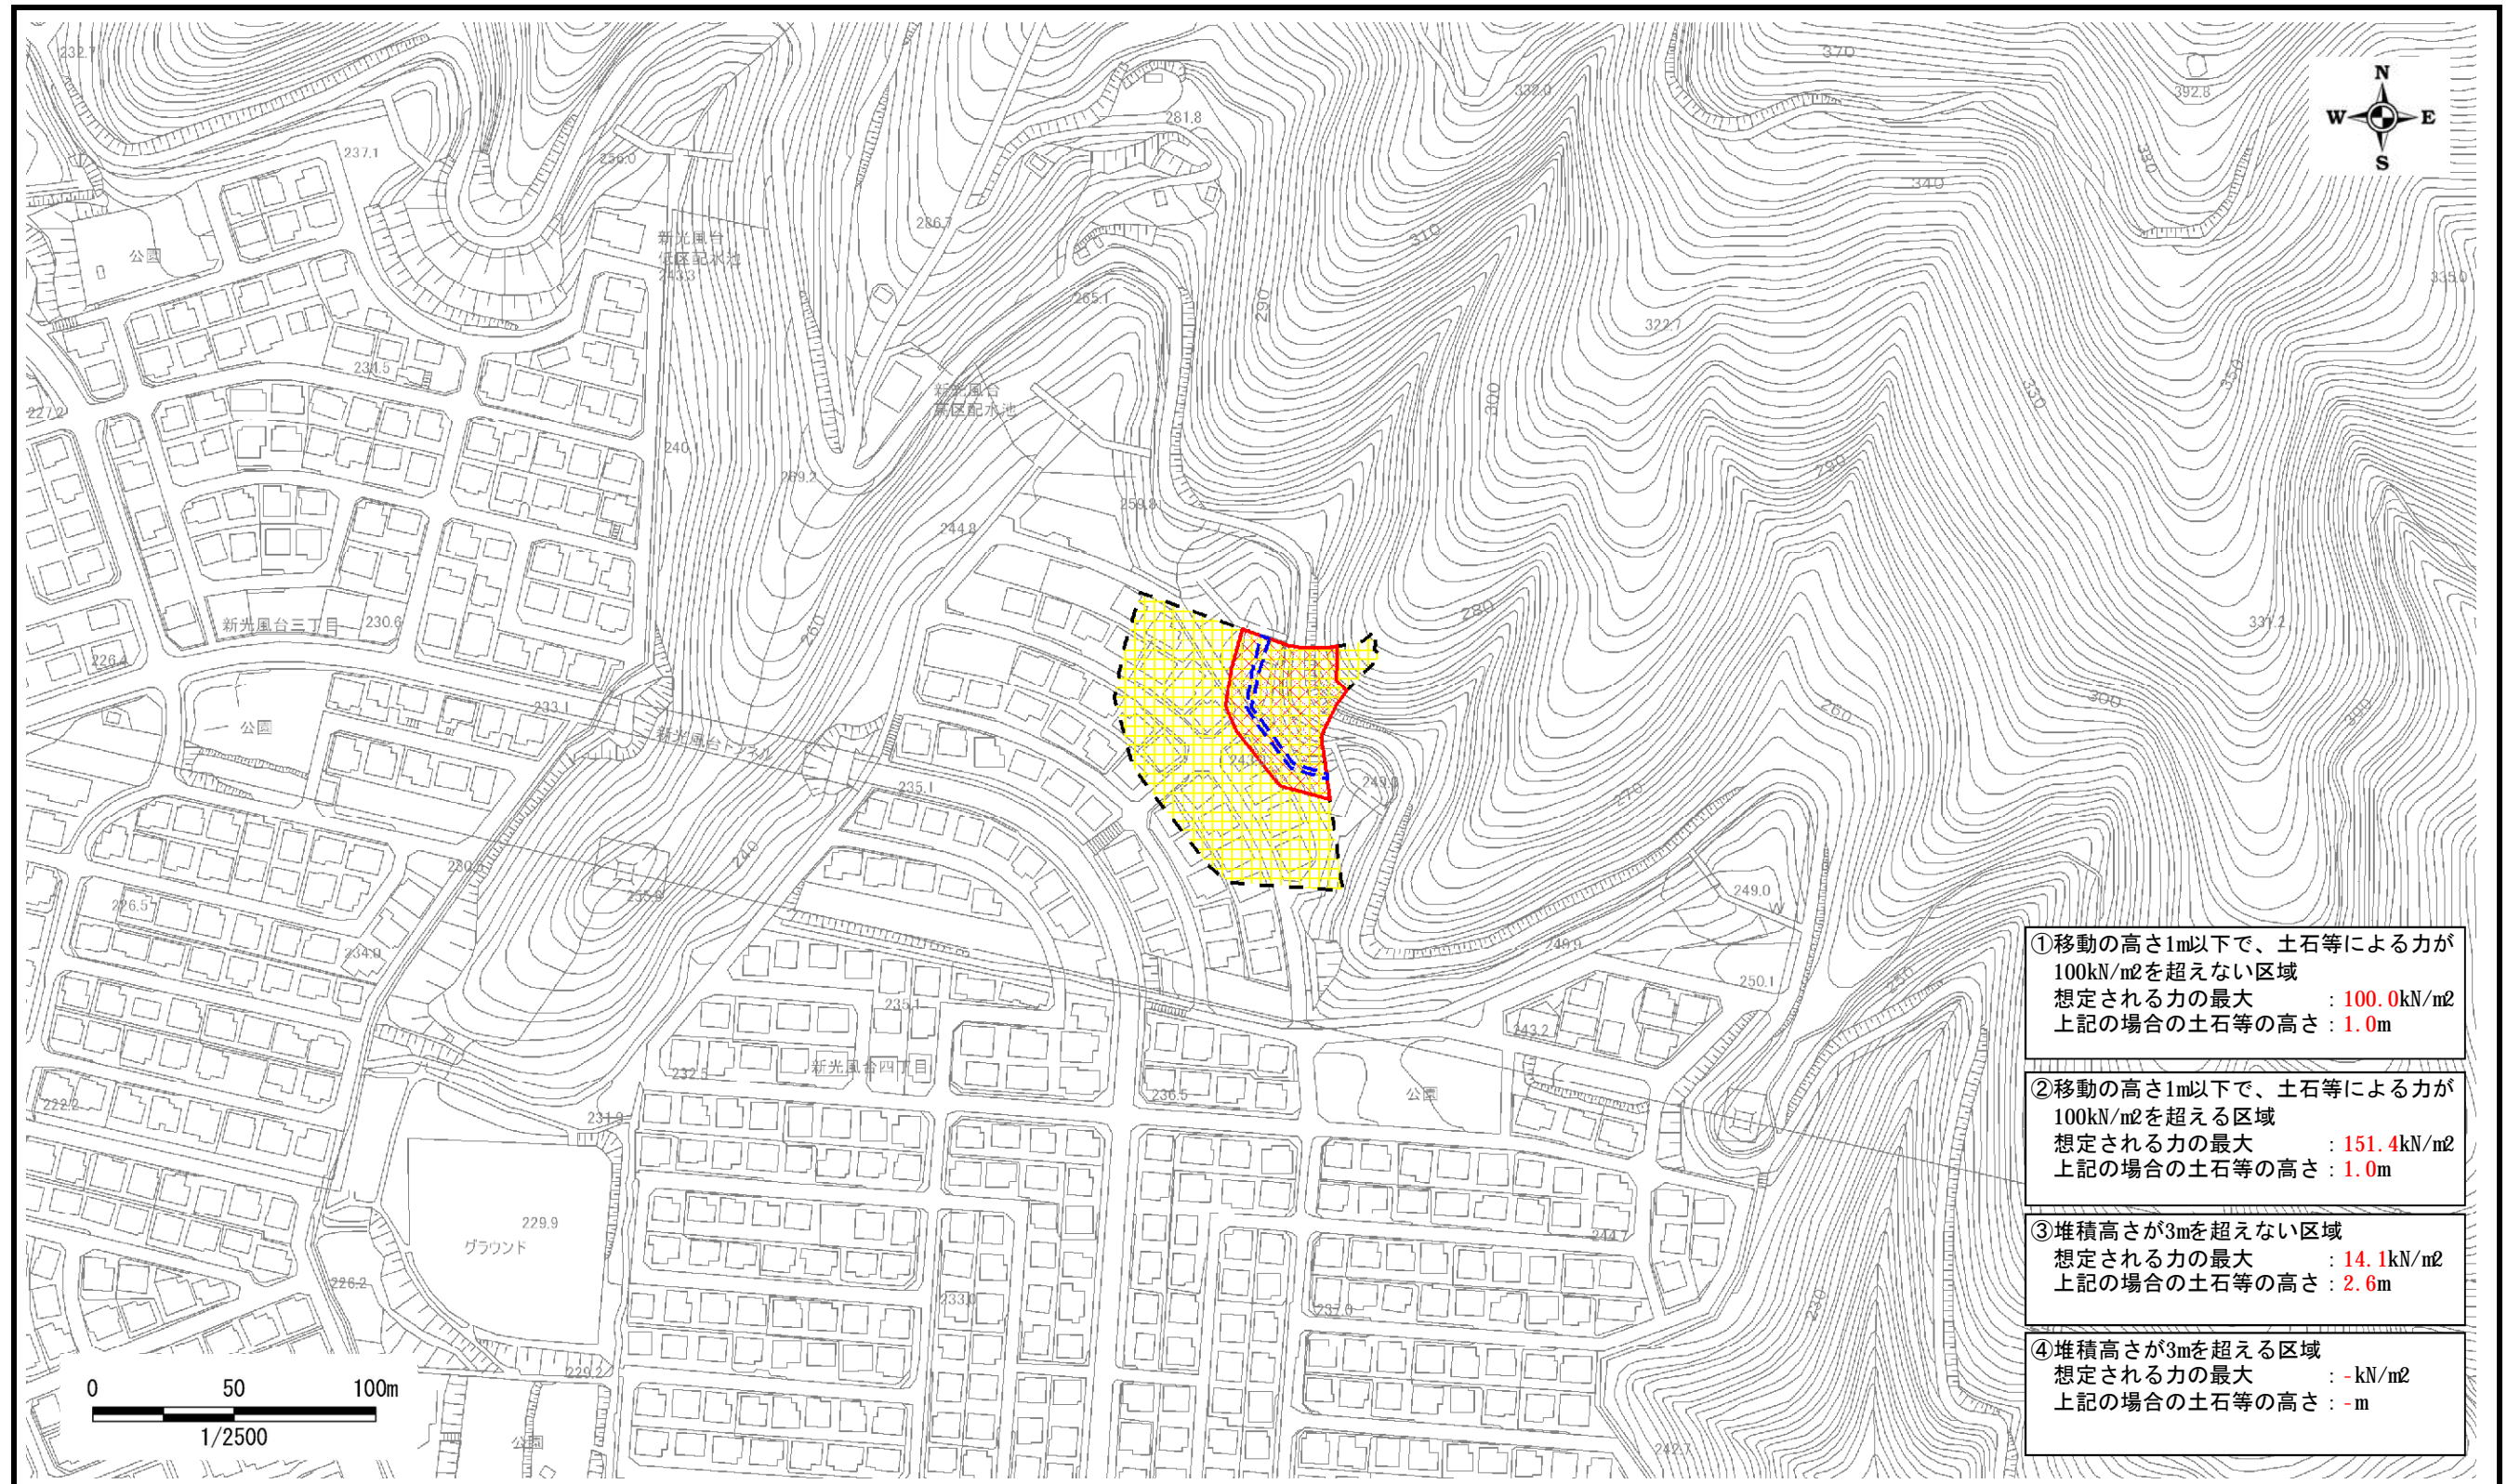 N
W E
S
392.8
370
332.0
380
340
232.7
237.1
256.0
281.8
公園
新光風台
低区配水池
243.3
286.7
310
335.0
265.1
290
322.7
234.5
350
227.2
新光風台
高区配水池
300
330
240
269.2
290
259.8
244.8
280
331.2
新光風台三丁目
230.6
260
226.4
300
233.1
260
300
公園
新光風台トンネル
249.0
235.1
270
240
249.0
226.5
235.6
234.0
249.9
250.1
250
235.1
243.2
新光風台四丁目
232.5
236.5
公園
222.2
231.9
229.9
グラウンド
244
226.2
233.0
237.0
230
229.2
公園
242.7
①移動の高さ1m以下で、土石等による力が
100kN/m2を超えない区域
想定される力の最大 : 100.0kN/m2
上記の場合の土石等の高さ : 1.0m
②移動の高さ1m以下で、土石等による力が
100kN/m2を超える区域
想定される力の最大 : 151.4kN/m2
上記の場合の土石等の高さ : 1.0m
③堆積高さが3mを超えない区域
想定される力の最大 : 14.1kN/m2
上記の場合の土石等の高さ : 2.6m
④堆積高さが3mを超える区域
想定される力の最大 : -kN/m2
上記の場合の土石等の高さ : -m
0 50 100m
1/2500